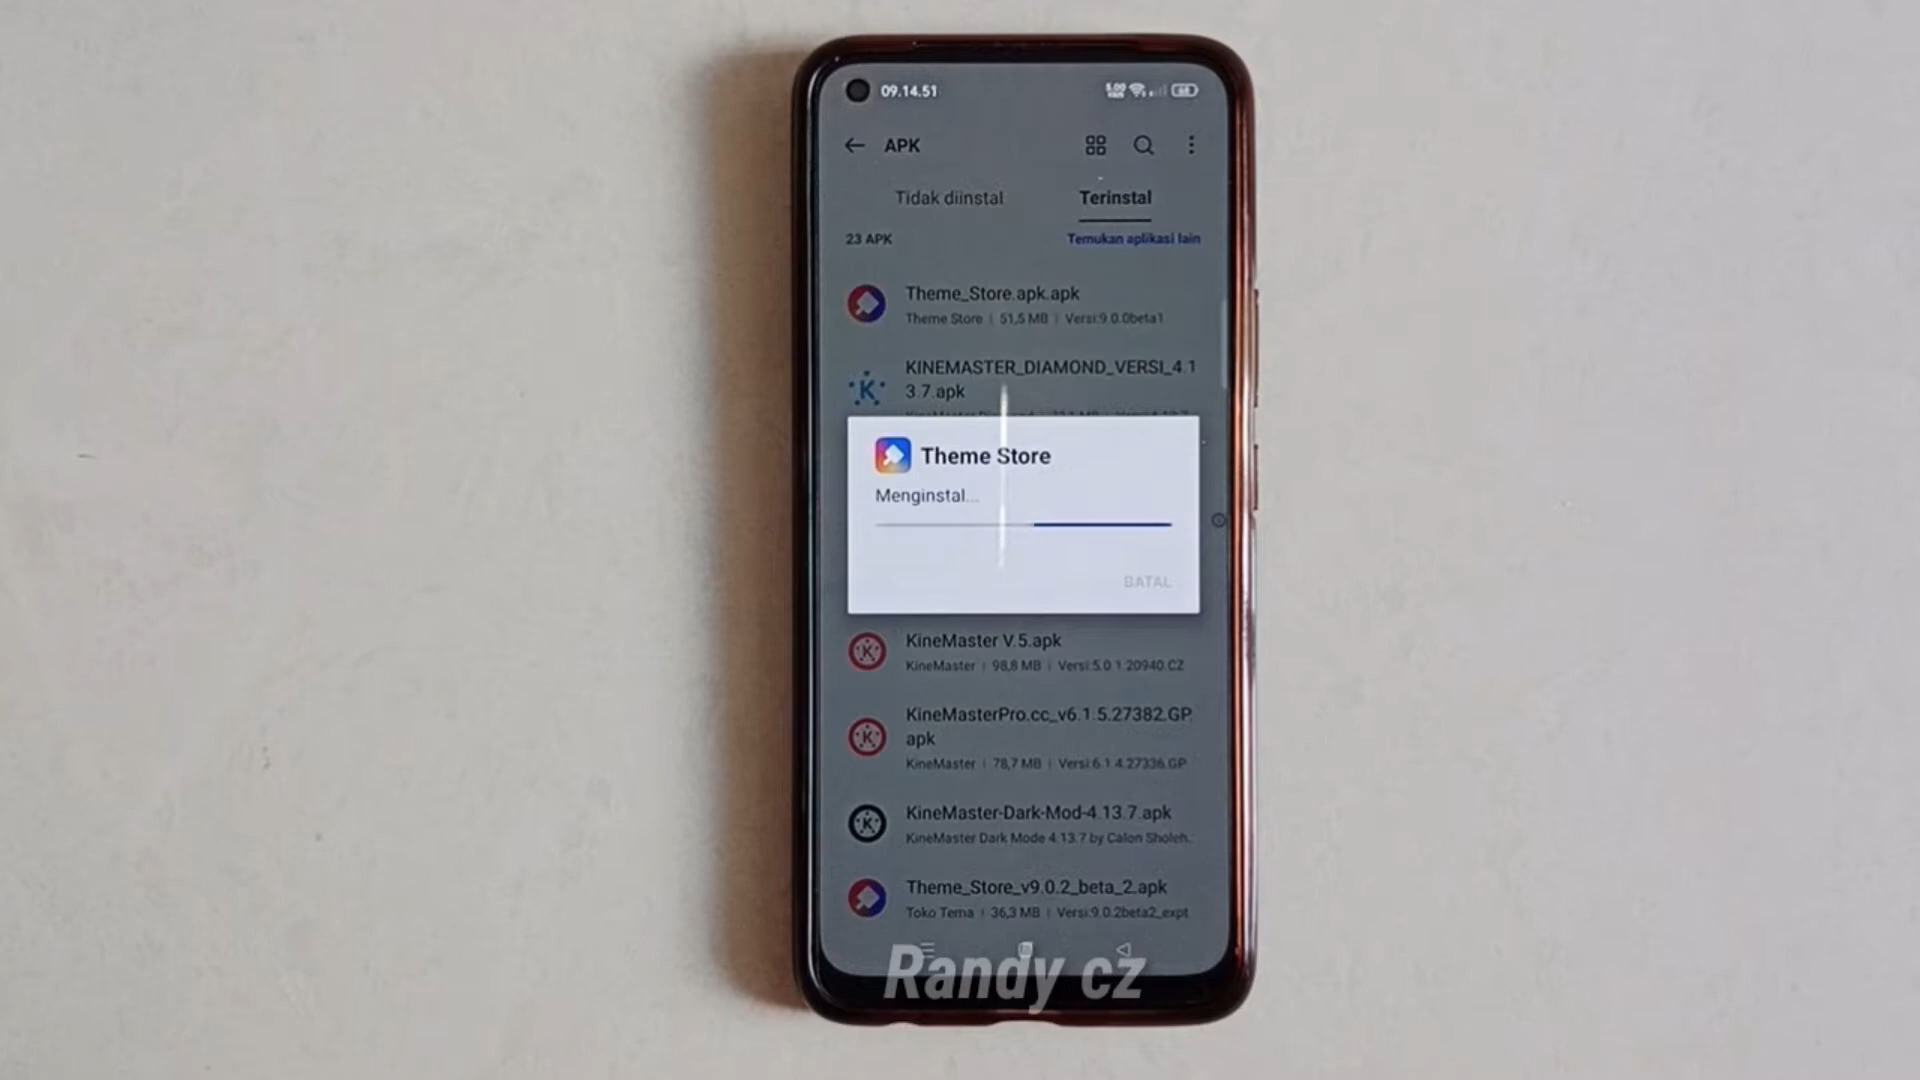 09.14.51
APK
Tidak diinstal Terinstal
23 APK Temukan aplikasi lain
Theme_Store.apk.apk
Theme Store | 51,5 MB | Versi:9.0.0beta1
KINEMASTER_DIAMOND_VERSI_4.1
3.7.apk
Theme Store
Menginstal...
BATAL
KineMaster V.5.apk
KineMaster | 98,8 MB | Versi:5.0.1.20940.CZ
KineMasterPro.cc_v6.1.5.27382.GP.
apk
KineMaster | 78,7 MB | Versi:6.1.4.27336.GP
KineMaster-Dark-Mod-4.13.7.apk
KineMaster Dark Mode 4.13.7 by Calon Sholeh.
Theme_Store_v9.0.2_beta_2.apk
Toko Tema | 36,3 MB | Versi:9.0.2beta2_expt
Randy cz